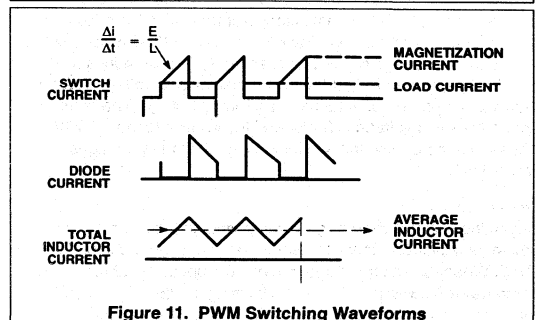 Δi
Δt
=
E
L
MAGNETIZATION
CURRENT
SWITCH
CURRENT
LOAD CURRENT
DIODE
CURRENT
TOTAL
INDUCTOR
CURRENT
AVERAGE
INDUCTOR
CURRENT
Figure 11. PWM Switching Waveforms